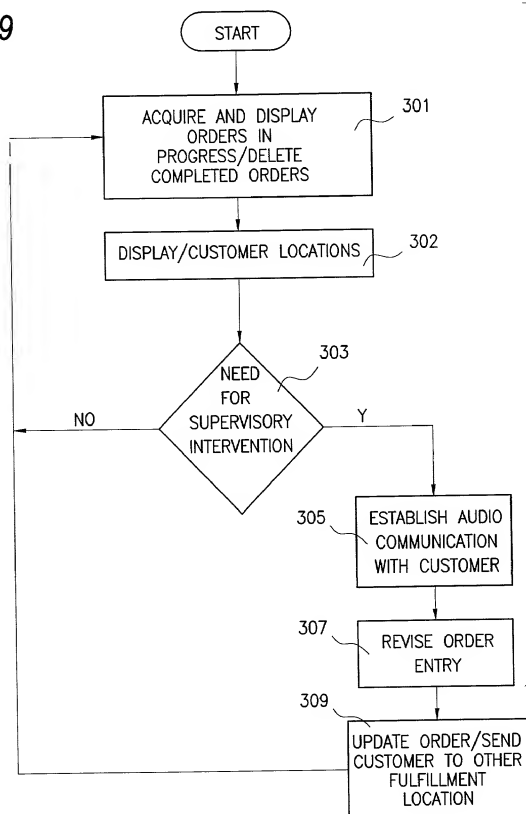 9
START
ACQUIRE AND DISPLAY
ORDERS IN
PROGRESS/DELETE
COMPLETED ORDERS
301
DISPLAY/CUSTOMER LOCATIONS
302
NEED
FOR
SUPERVISORY
INTERVENTION
303
NO
Y
305
ESTABLISH AUDIO
COMMUNICATION
WITH CUSTOMER
307
REVISE ORDER
ENTRY
309
UPDATE ORDER/SEND
CUSTOMER TO OTHER
FULFILLMENT
LOCATION